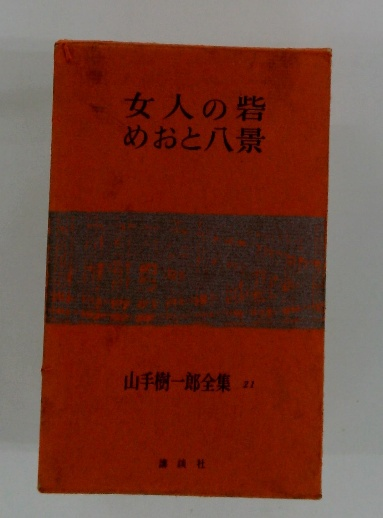 女人の砦
めおと八景
山手樹一郎全集 21
講談社